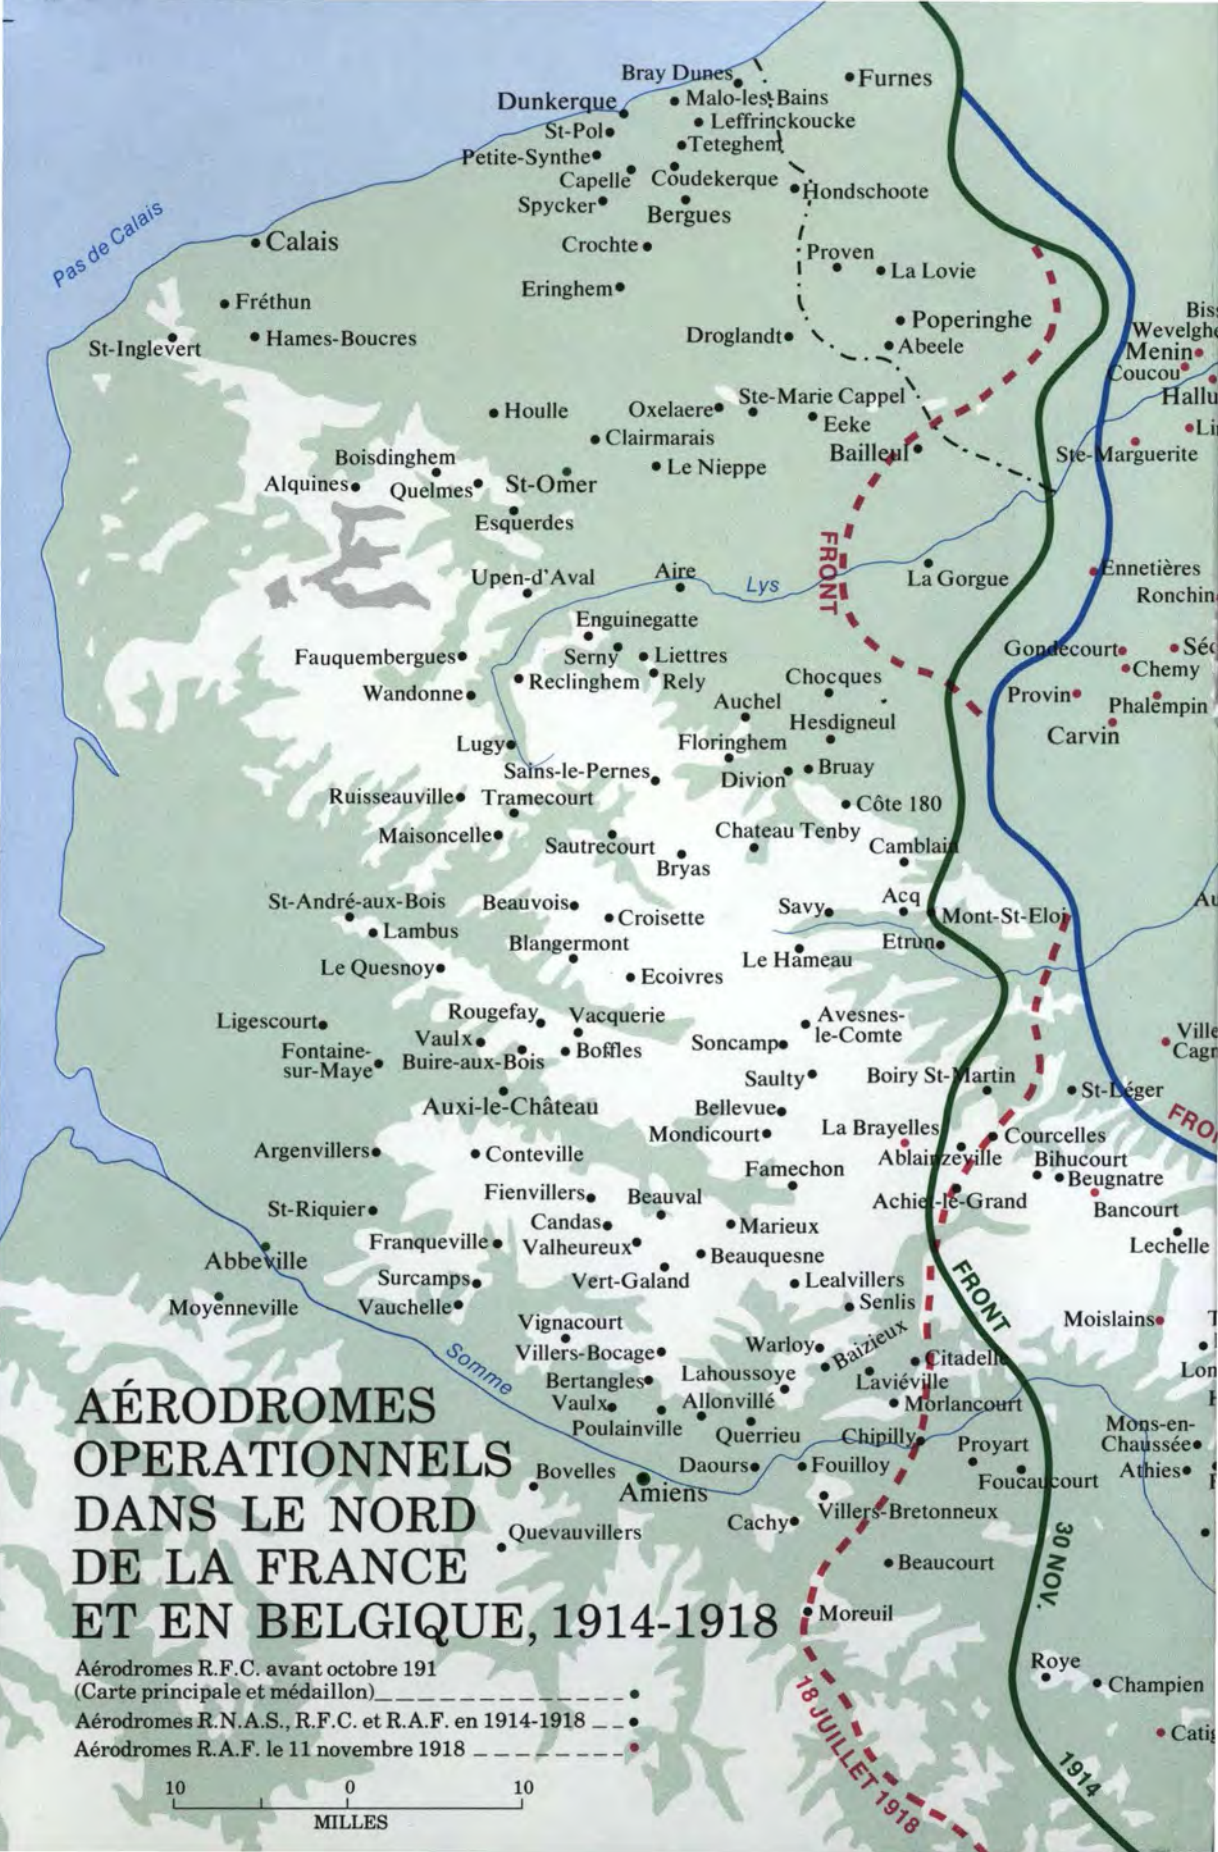 Bray Dunes
Furnes
Dunkerque
Malo-les-Bains
Leffrinckoucke
St-Pol
Teteghem
Petite-Synthe
Capelle
Coudekerque
Hondschoote
Spycker
Bergues
Pas de Calais
Calais
Crochte
Proven
La Lovie
Eringhem
Fréthun
Poperinghe
Hames-Boucres
Droglandt
Abeele
St-Inglevert
Wevelghe
Menin
Coucou
Hallu
Houlle
Oxelaere
Ste-Marie Cappel
Eeke
Clairmarais
Bailleul
Ste-Marguerite
Boisdinghem
Le Nieppe
Alquines
Quelmes
St-Omer
Esquerdes
FRONT
Upen-d'Aval
Aire
Lys
La Gorgue
Ennetières
Ronchin
Enguinegatte
Fauquembergues
Serny
Liettres
Gondecourt
Chemy
Reclinghem
Rely
Wandonne
Chocques
Provin
Phalempin
Auchel
Hesdigneul
Carvin
Lugy
Floringhem
Sains-le-Pernes
Divion
Bruay
Ruisseauville
Tramecourt
Côte 180
Maisoncelle
Sautrecourt
Chateau Tenby
Camblain
Bryas
St-André-aux-Bois
Beauvois
Savy
Acq
Lambus
Croisette
Mont-St-Eloi
Blangermont
Etrun
Le Quesnoy
Ecoivres
Le Hameau
Ligescourt
Rougefay
Vacquerie
Avesnes-
le-Comte
Ville
Cagn
Fontaine-
sur-Maye
Vaulx
Buire-aux-Bois
Boffles
Soncamp
Saulty
Boiry St-Martin
St-Léger
Auxi-le-Château
Bellevue
FRO
Mondicourt
La Brayelles
Courcelles
Argenvillers
Conteville
Ablainzeville
Bihucourt
Famechon
Beugnatre
Fienvillers
Beauval
Achiet-le-Grand
Bancourt
St-Riquier
Candas
Marieux
Lechelle
Franqueville
Valheureux
Beauquesne
Abbeville
Surcamps
Vert-Galand
Lealvillers
FRONT
Moyenneville
Vauchelle
Senlis
Moislains
Vignacourt
Warloy
Baizieux
Citadelle
Somme
Villers-Bocage
Lahoussoye
Laviéville
Lon
Bertangles
Vaulx
Allonvillé
Morlancourt
Poulainville
Querrieu
Chipilly
Proyart
Mons-en-
Chaussée
Bovelles
Daours
Fouilloy
Foucaucourt
Athies
Amiens
Villers-Bretonneux
Cachy
Quevauvillers
30 NOV.
Beaucourt
Moreuil
Roye
Champien
18 JUILLET 1918
Catig
1914
AÉRODROMES
OPERATIONNELS
DANS LE NORD
DE LA FRANCE
ET EN BELGIQUE, 1914-1918
Aérodromes R.F.C. avant octobre 191
(Carte principale et médaillon)
Aérodromes R.N.A.S., R.F.C. et R.A.F. en 1914-1918
Aérodromes R.A.F. le 11 novembre 1918
10 0 10
MILLES